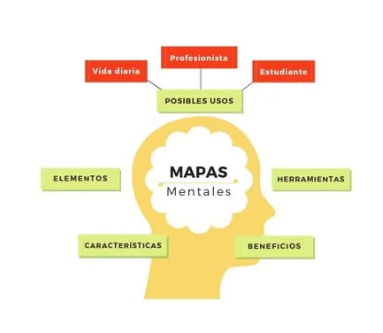 Profesionista
Vida diaria
Estudiante
POSIBLES USOS
MAPAS
Mentales
ELEMENTOS
HERRAMIENTAS
CARACTERÍSTICAS
BENEFICIOS